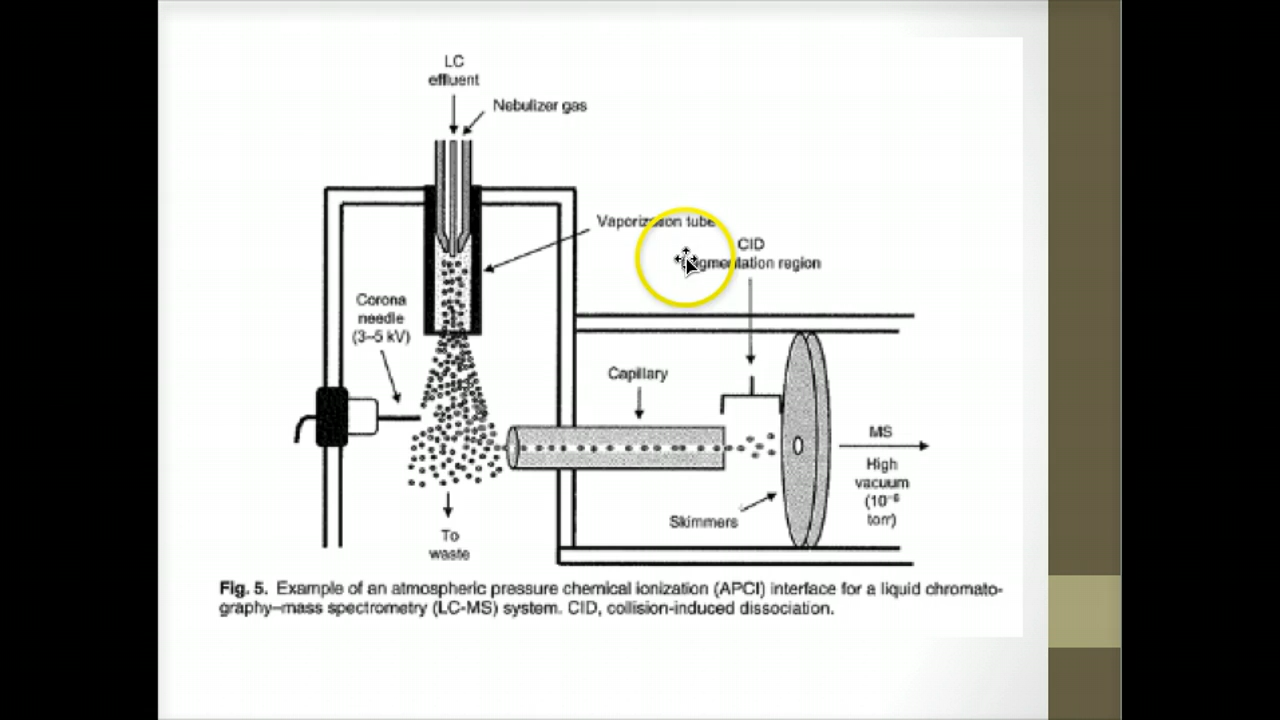 LC
effluent
Nebulizer gas
Vaporization tube
CID
fragmentation region
Corona
needle
(3–5 kV)
Capillary
MS
High
vacuum
(10⁻⁶
torr)
Skimmers
To
waste
Fig. 5. Example of an atmospheric pressure chemical ionization (APCI) interface for a liquid chromato-
graphy–mass spectrometry (LC-MS) system. CID, collision-induced dissociation.